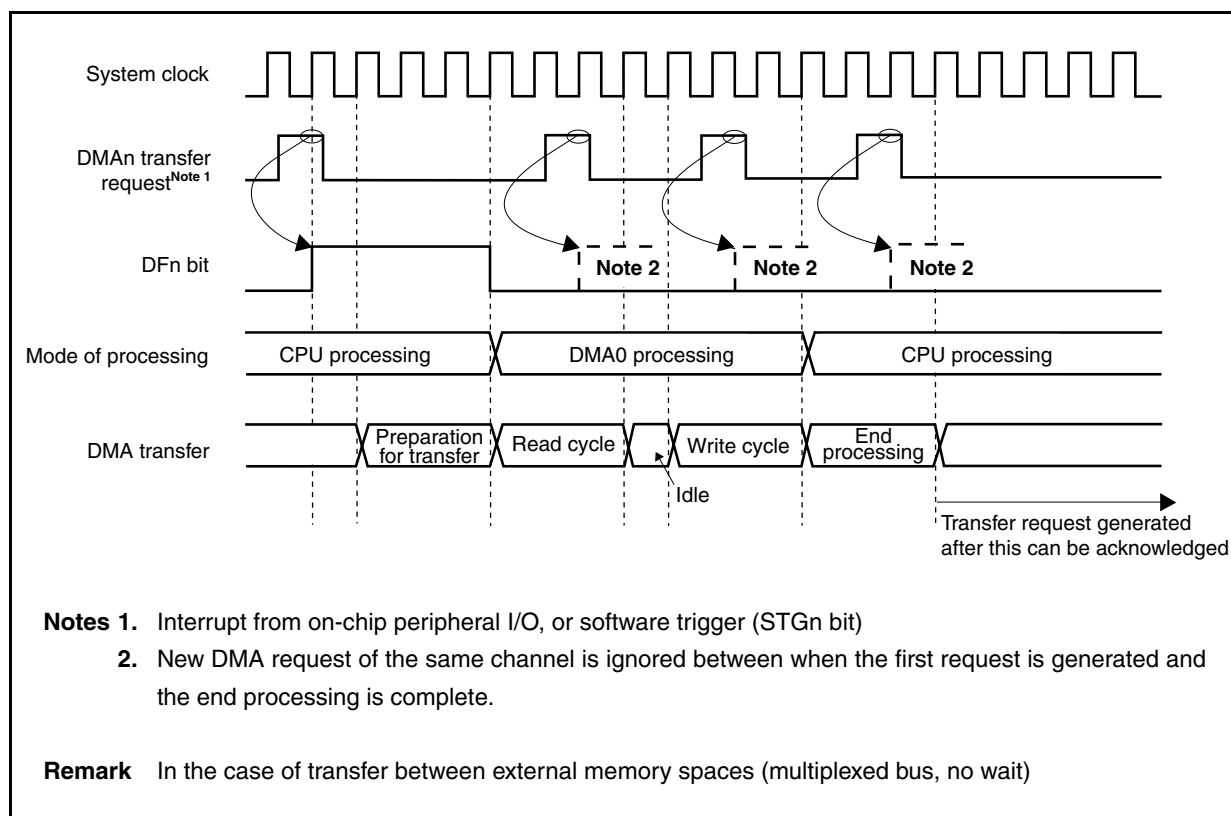 System clock
DMAn transfer
request Note 1
DFn bit
Note 2
Note 2
Note 2
Mode of processing
CPU processing
DMA0 processing
CPU processing
DMA transfer
Preparation
for transfer
Read cycle
Idle
Write cycle
End
processing
Transfer request generated
after this can be acknowledged
Notes 1. Interrupt from on-chip peripheral I/O, or software trigger (STGn bit)
2. New DMA request of the same channel is ignored between when the first request is generated and
the end processing is complete.
Remark In the case of transfer between external memory spaces (multiplexed bus, no wait)